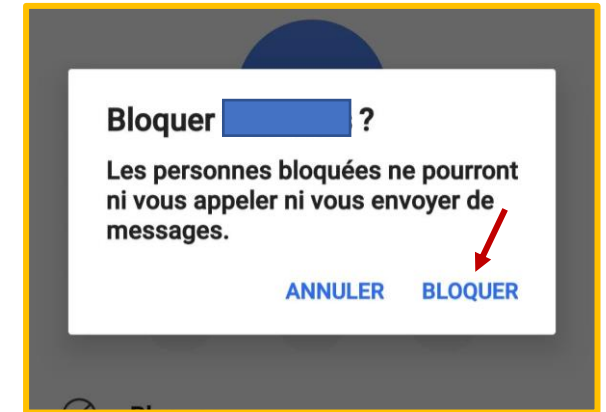 Bloquer ?
Les personnes bloquées ne pourront
ni vous appeler ni vous envoyer de
messages.
ANNULER BLOQUER